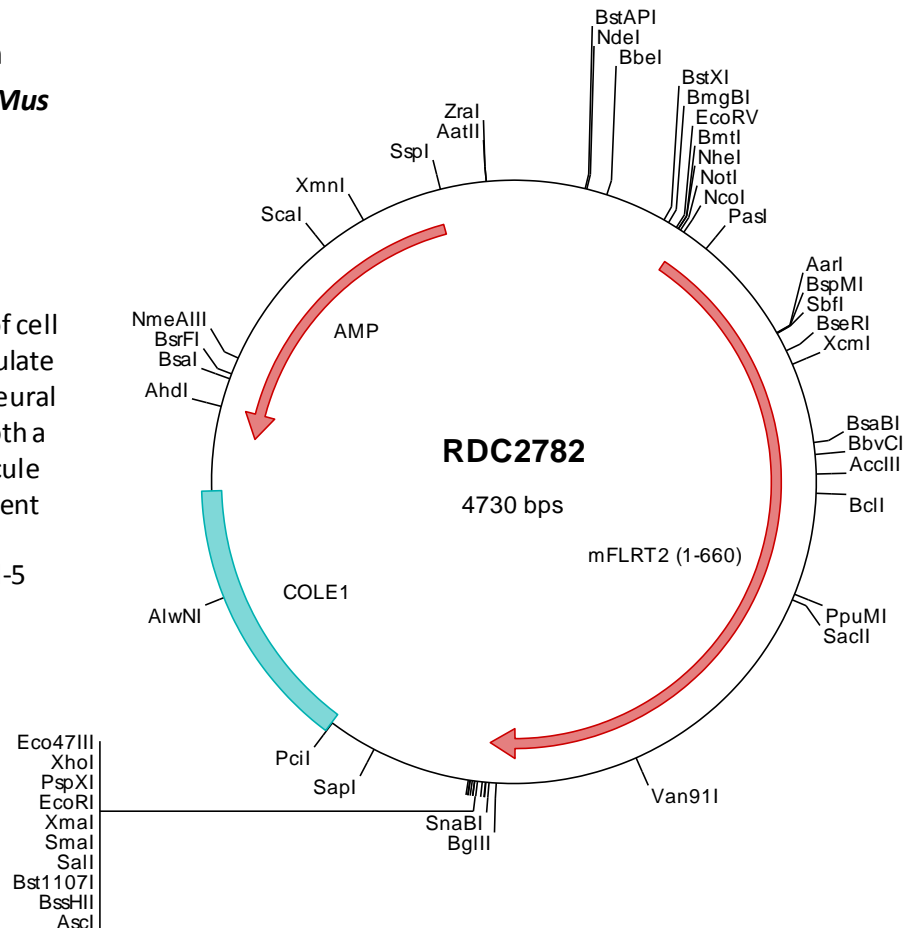 n
Mus
of cell
ulate
eural
oth a
cule
ent
-5
BstAPI
NdeI
BbeI
BstXI
BmgBI
EcoRV
BmtI
NheI
NotI
NcoI
PasI
AarI
BspMI
SbfI
BseRI
XcmI
BsaBI
BbvCI
AccIII
BclI
PpuMI
SacII
Van91I
BglII
SnaBI
SapI
PciI
AlwNI
AhdI
BsaI
BsrFI
NmeAIII
ScaI
XmnI
SspI
AatII
ZraI
AMP
RDC2782
4730 bps
mFLRT2 (1-660)
COLE1
Eco47III
XhoI
PspXI
EcoRI
XmaI
SmaI
SalI
Bst1107I
BssHII
AscI